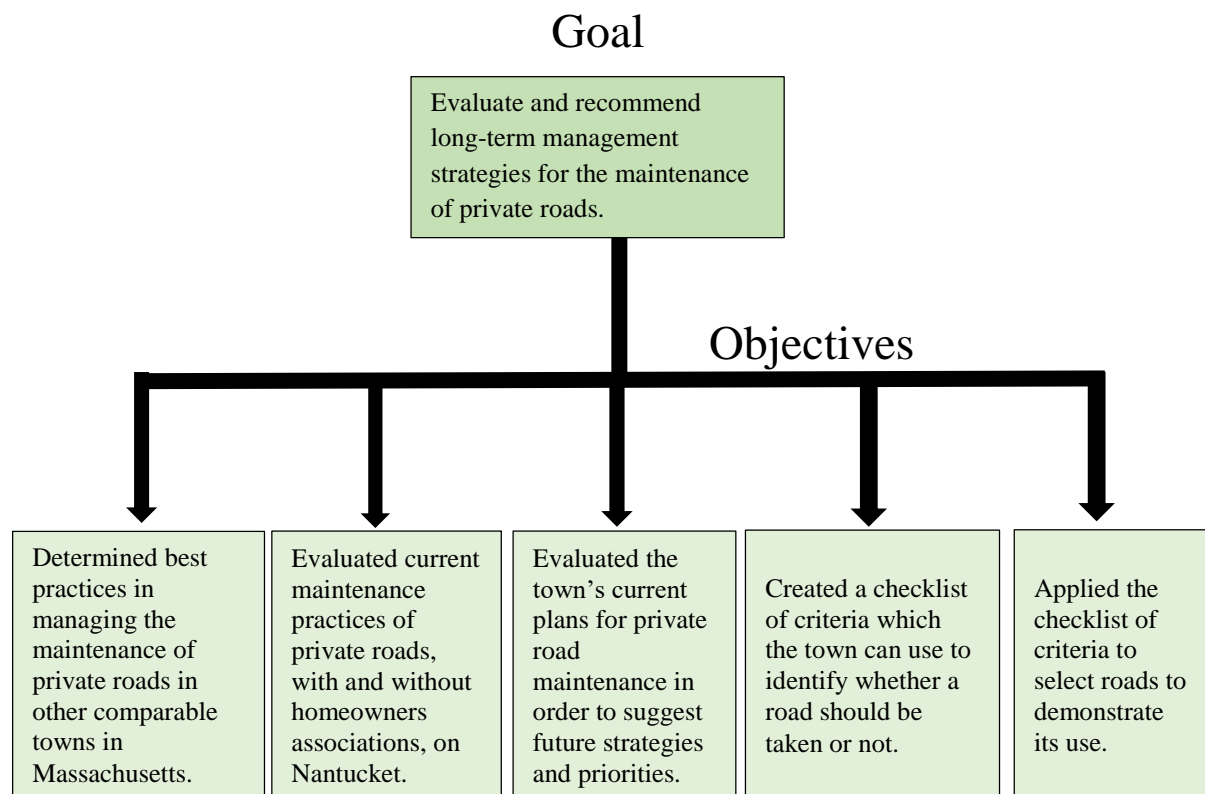 Goal
Evaluate and recommend
long-term management
strategies for the maintenance
of private roads.
Objectives
Determined best
practices in
managing the
maintenance of
private roads in
other comparable
towns in
Massachusetts.
Evaluated current
maintenance
practices of
private roads,
with and without
homeowners
associations, on
Nantucket.
Evaluated the
town’s current
plans for private
road
maintenance in
order to suggest
future strategies
and priorities.
Created a checklist
of criteria which
the town can use to
identify whether a
road should be
taken or not.
Applied the
checklist of
criteria to
select roads to
demonstrate
its use.